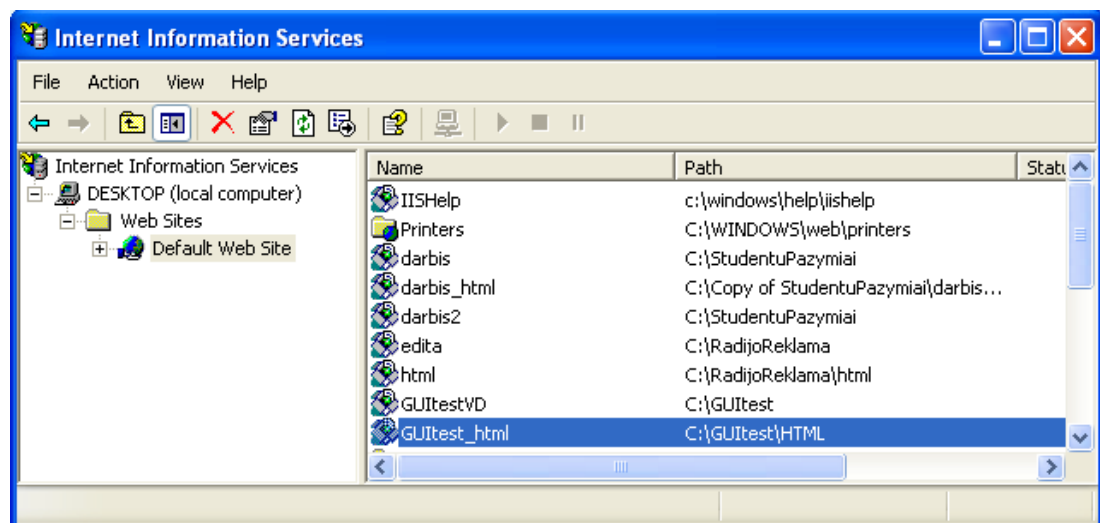 Internet Information Services
File Action View Help
Internet Information Services
DESKTOP (local computer)
Web Sites
Default Web Site
Name Path Statu
IISHelp c:\windows\help\iishelp
Printers C:\WINDOWS\web\printers
darbis C:\StudentuPazymiai
darbis_html C:\Copy of StudentuPazymiai\darbis...
darbis2 C:\StudentuPazymiai
edita C:\RadijoReklama
html C:\RadijoReklama\html
GUItestVD C:\GUItest
GUItest_html C:\GUItest\HTML